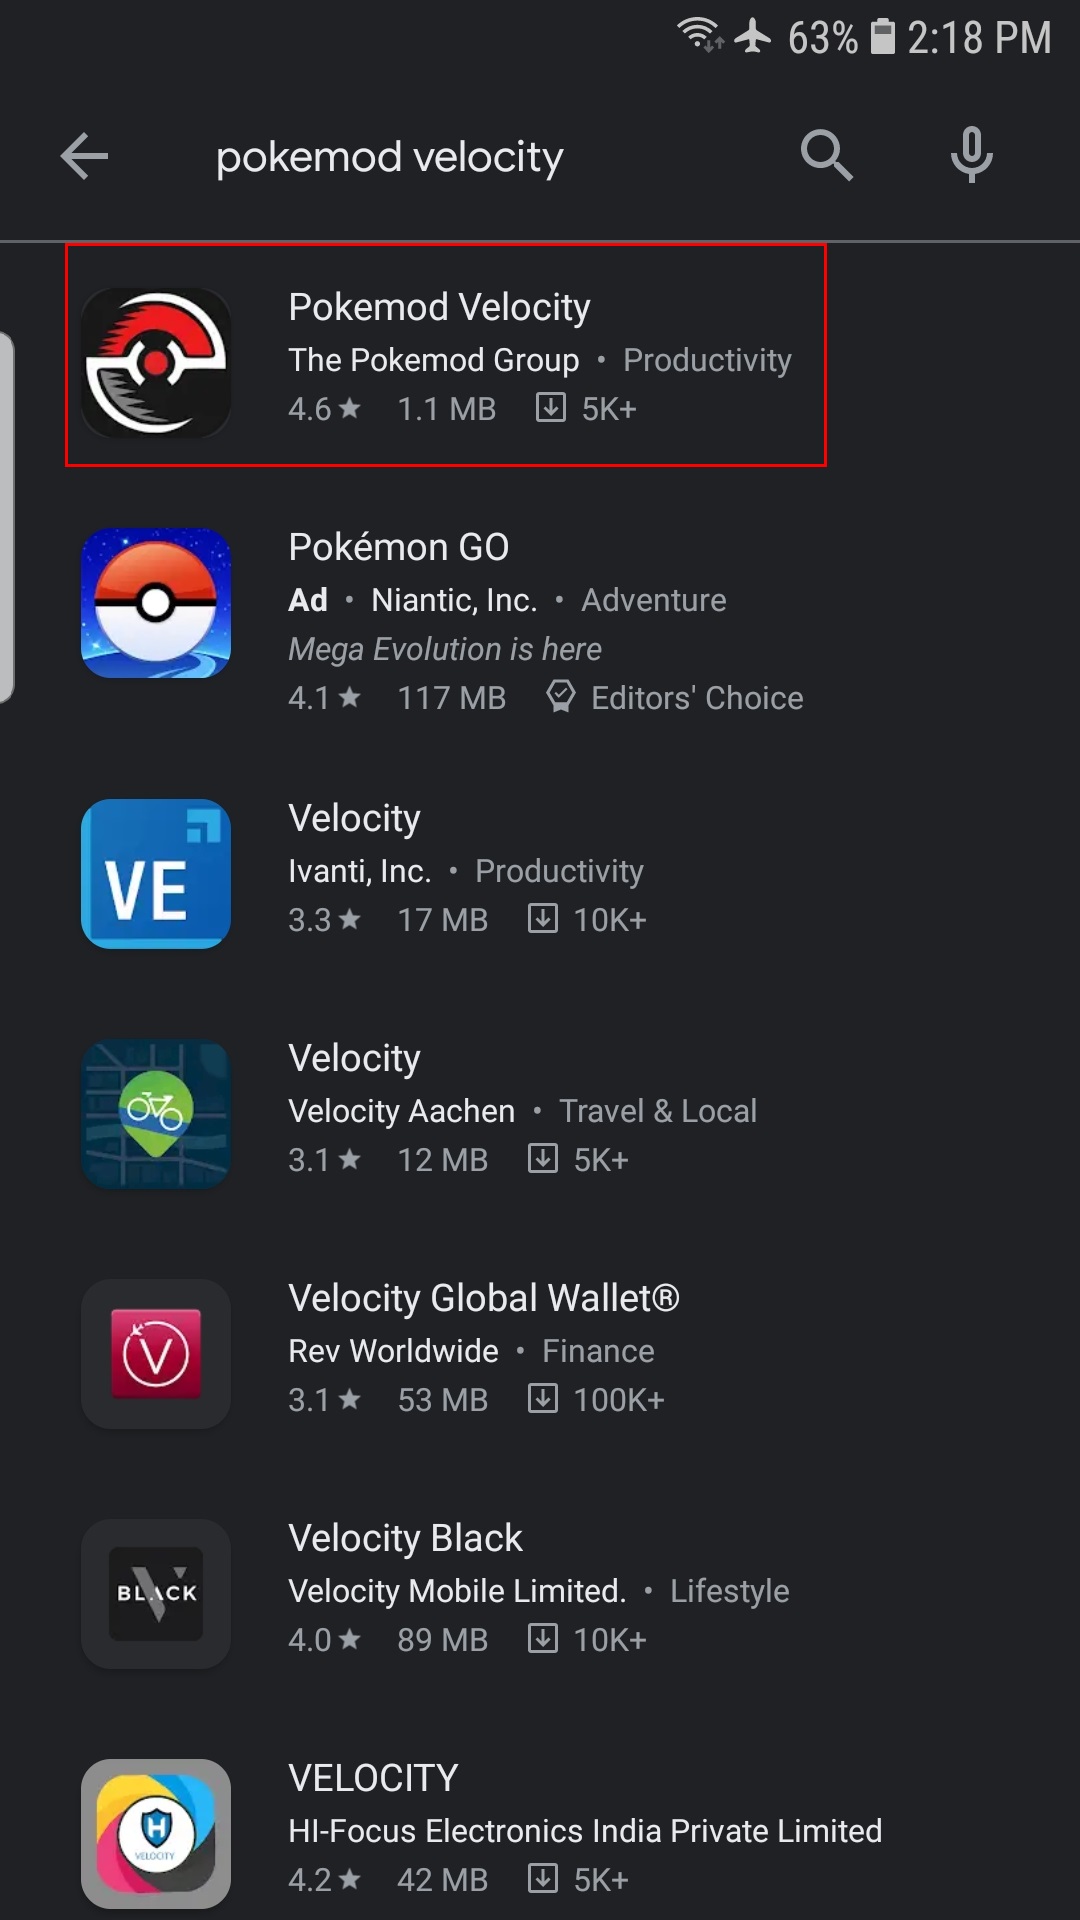 63% 2:18 PM
pokemod velocity
Pokemod Velocity
The Pokemod Group • Productivity
4.6★ 1.1 MB 5K+
Pokémon GO
Ad • Niantic, Inc. • Adventure
Mega Evolution is here
4.1★ 117 MB Editors' Choice
VE
Velocity
Ivanti, Inc. • Productivity
3.3★ 17 MB 10K+
Velocity
Velocity Aachen • Travel & Local
3.1★ 12 MB 5K+
V
Velocity Global Wallet®
Rev Worldwide • Finance
3.1★ 53 MB 100K+
BLACK
Velocity Black
Velocity Mobile Limited. • Lifestyle
4.0★ 89 MB 10K+
H
VELOCITY
VELOCITY
HI-Focus Electronics India Private Limited
4.2★ 42 MB 5K+